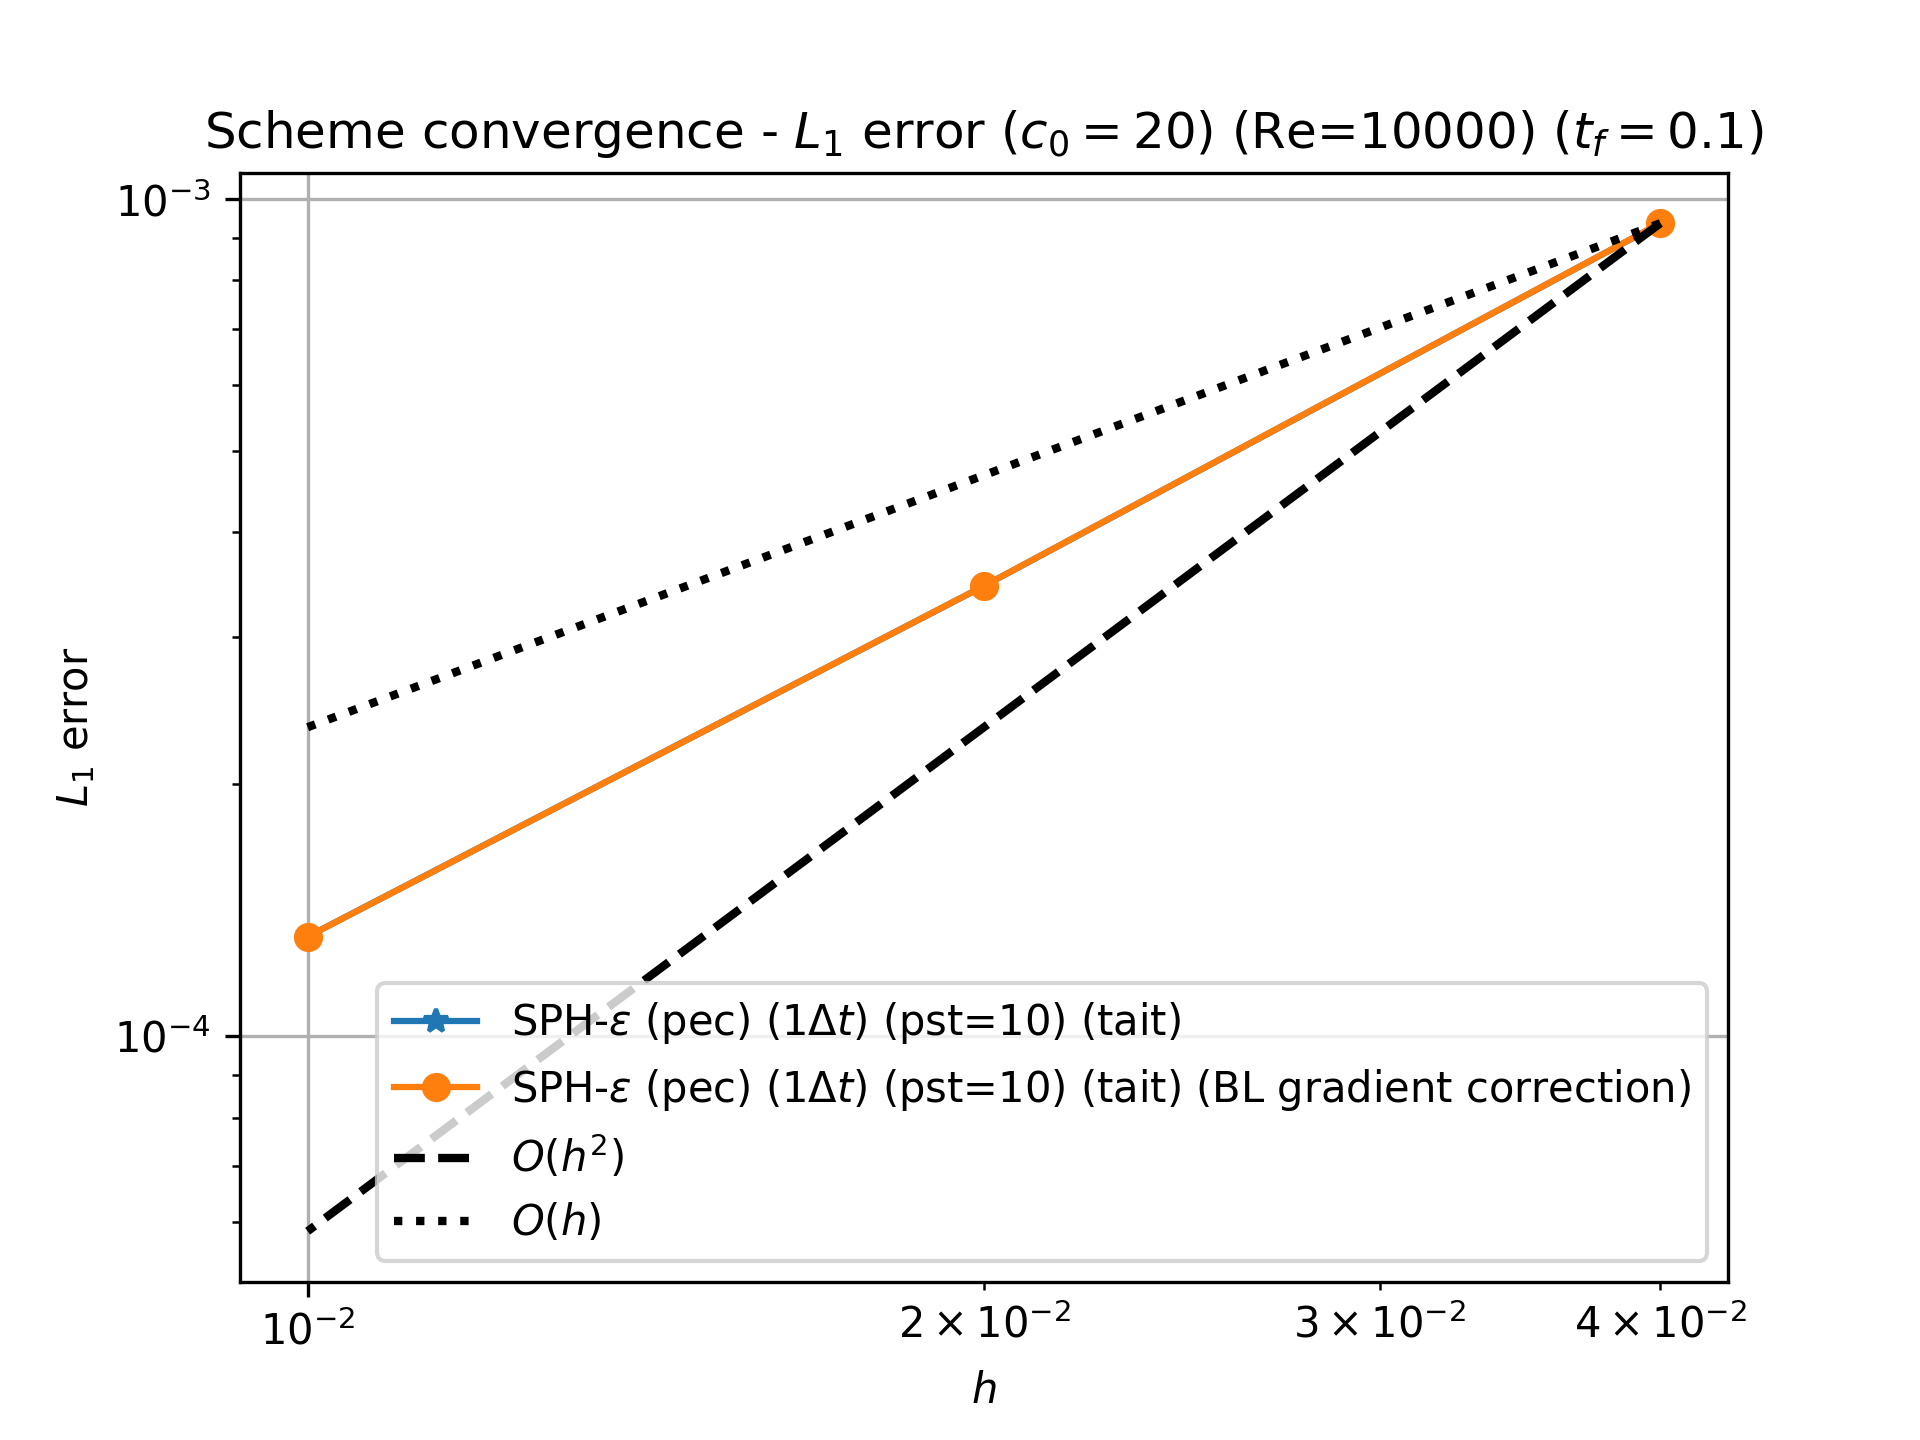 Scheme convergence - L₁ error (c₀ = 20) (Re=10000) (t_f = 0.1)
10⁻³
10⁻⁴
L₁ error
SPH-ε (pec) (1Δt) (pst=10) (tait)
SPH-ε (pec) (1Δt) (pst=10) (tait) (BL gradient correction)
O(h²)
O(h)
10⁻² 2 × 10⁻² 3 × 10⁻² 4 × 10⁻²
h